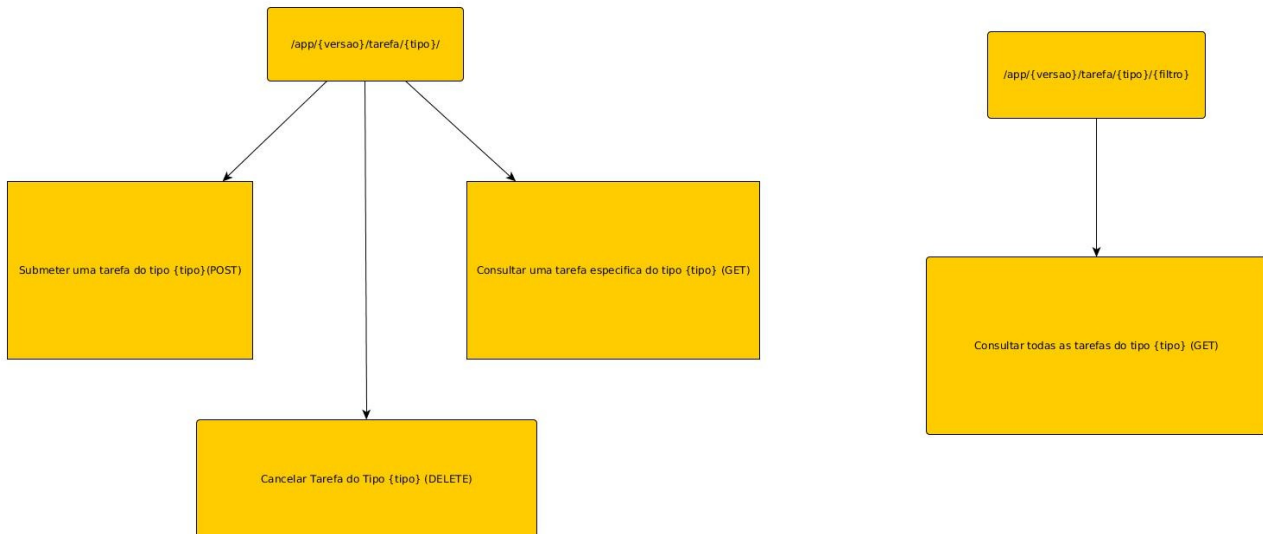 /app/{versao}/tarefa/{tipo}/
/app/{versao}/tarefa/{tipo}/{filtro}
Submeter uma tarefa do tipo {tipo}(POST)
Consultar uma tarefa especifica do tipo {tipo} (GET)
Consultar todas as tarefas do tipo {tipo} (GET)
Cancelar Tarefa do Tipo {tipo} (DELETE)